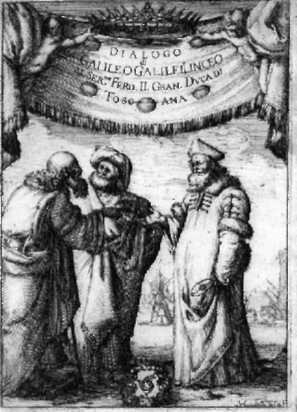 DIALOGO
di
GALILEO GALILEI LINCEO
AL SER.mo FERD. II. GRAN. DUCA DI
TOSCANA